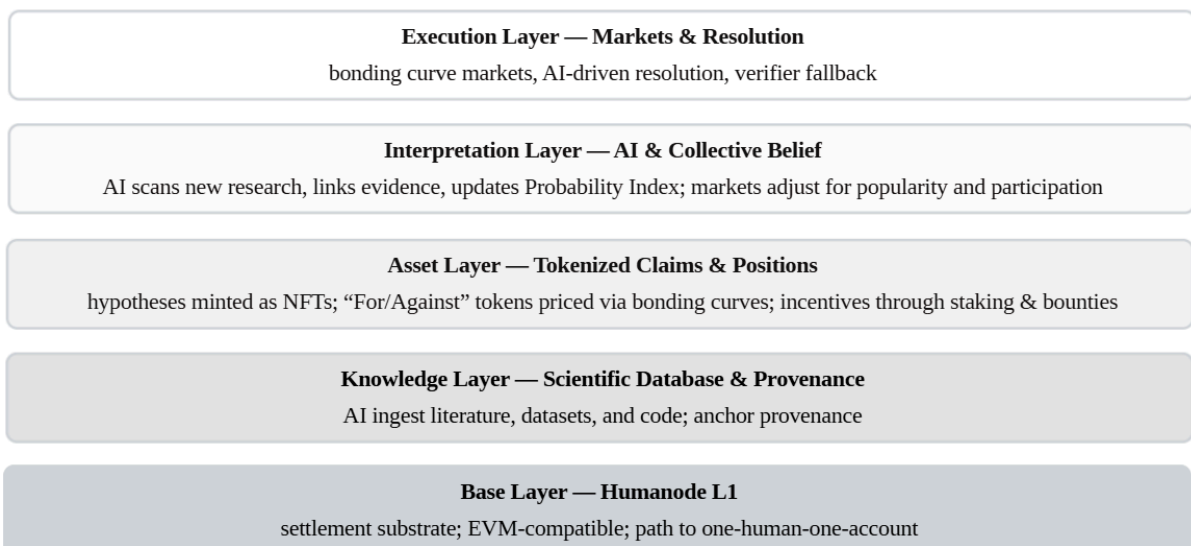 Execution Layer — Markets & Resolution
bonding curve markets, AI-driven resolution, verifier fallback
Interpretation Layer — AI & Collective Belief
AI scans new research, links evidence, updates Probability Index; markets adjust for popularity and participation
Asset Layer — Tokenized Claims & Positions
hypotheses minted as NFTs; “For/Against” tokens priced via bonding curves; incentives through staking & bounties
Knowledge Layer — Scientific Database & Provenance
AI ingest literature, datasets, and code; anchor provenance
Base Layer — Humanode L1
settlement substrate; EVM-compatible; path to one-human-one-account